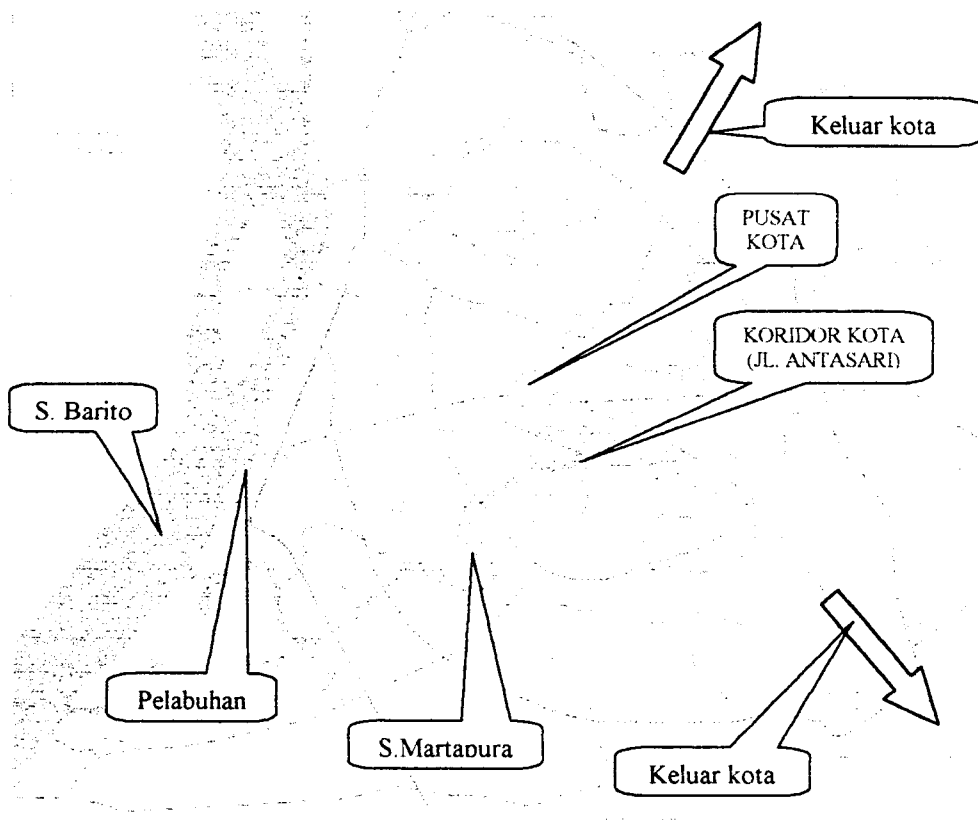 Keluar kota
PUSAT
KOTA
KORIDOR KOTA
(JL. ANTASARI)
S. Barito
Pelabuhan
S.Martapura
Keluar kota